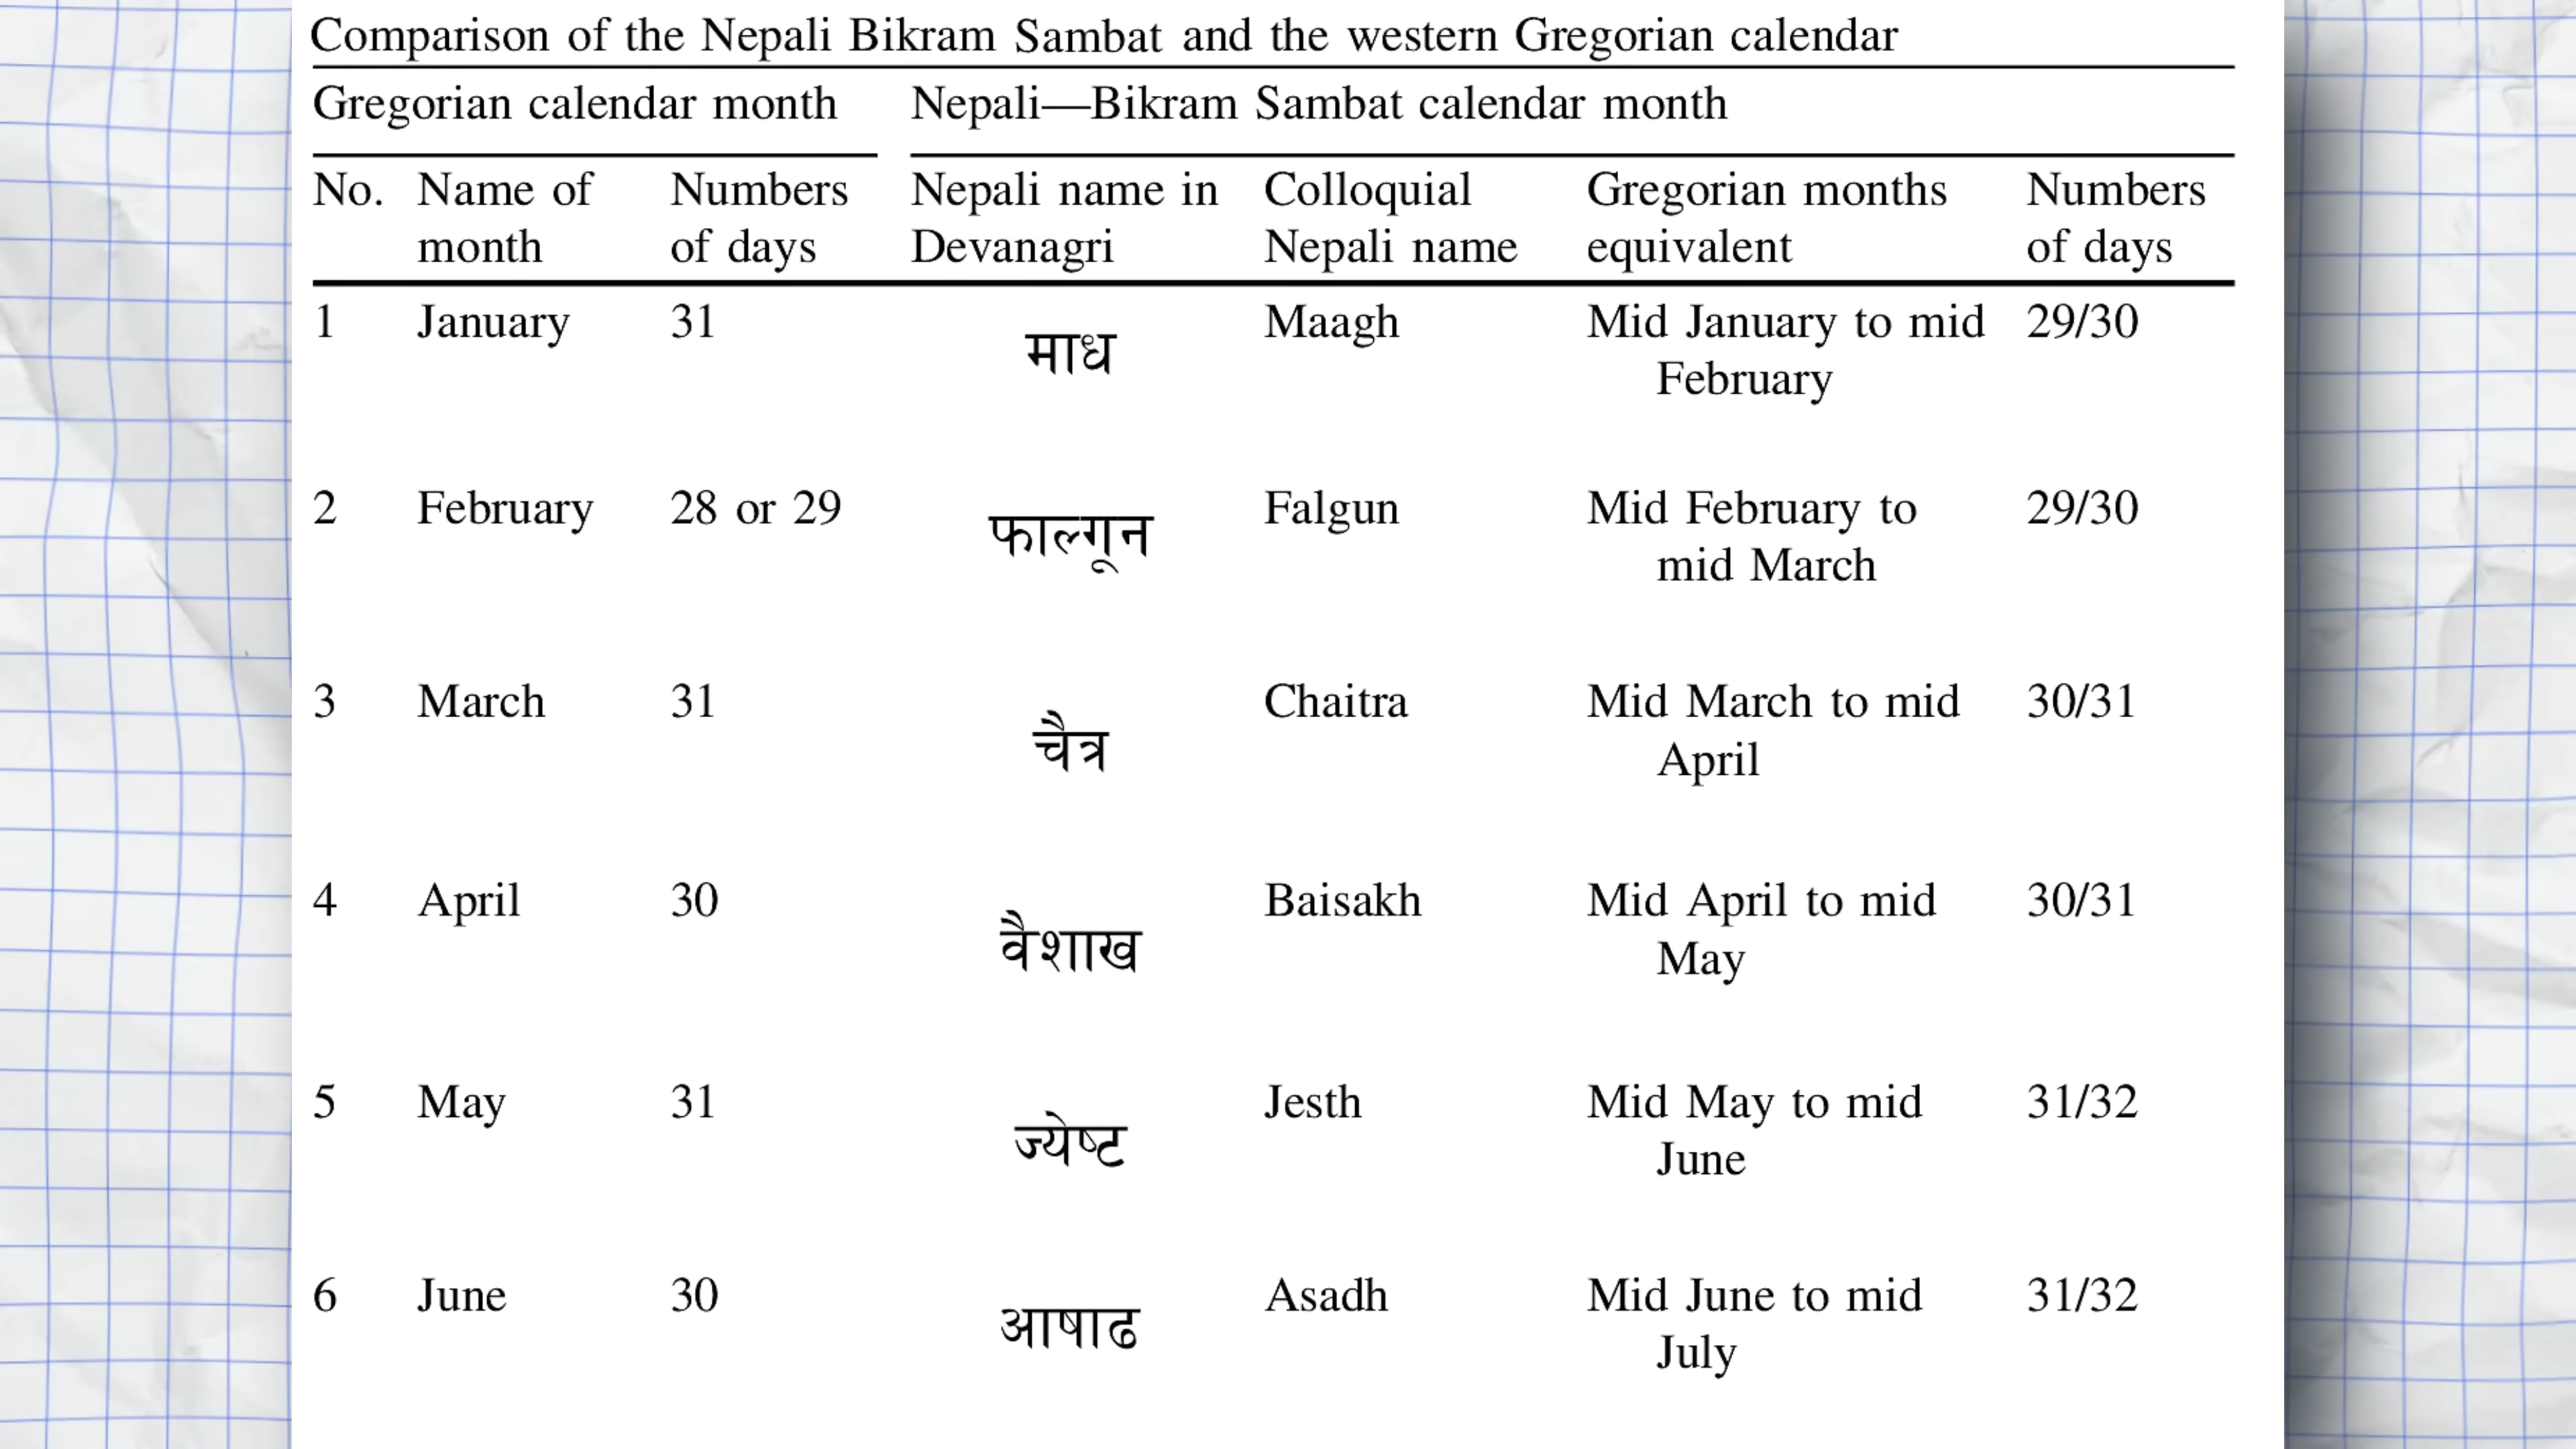 Comparison of the Nepali Bikram Sambat and the western Gregorian calendar
Gregorian calendar month Nepali—Bikram Sambat calendar month
No. Name of month Numbers of days Nepali name in Devanagri Colloquial Nepali name Gregorian months equivalent Numbers of days
1 January 31 माध Maagh Mid January to mid February 29/30
2 February 28 or 29 फाल्गून Falgun Mid February to mid March 29/30
3 March 31 चैत्र Chaitra Mid March to mid April 30/31
4 April 30 वैशाख Baisakh Mid April to mid May 30/31
5 May 31 ज्येष्ट Jesth Mid May to mid June 31/32
6 June 30 आषाढ Asadh Mid June to mid July 31/32